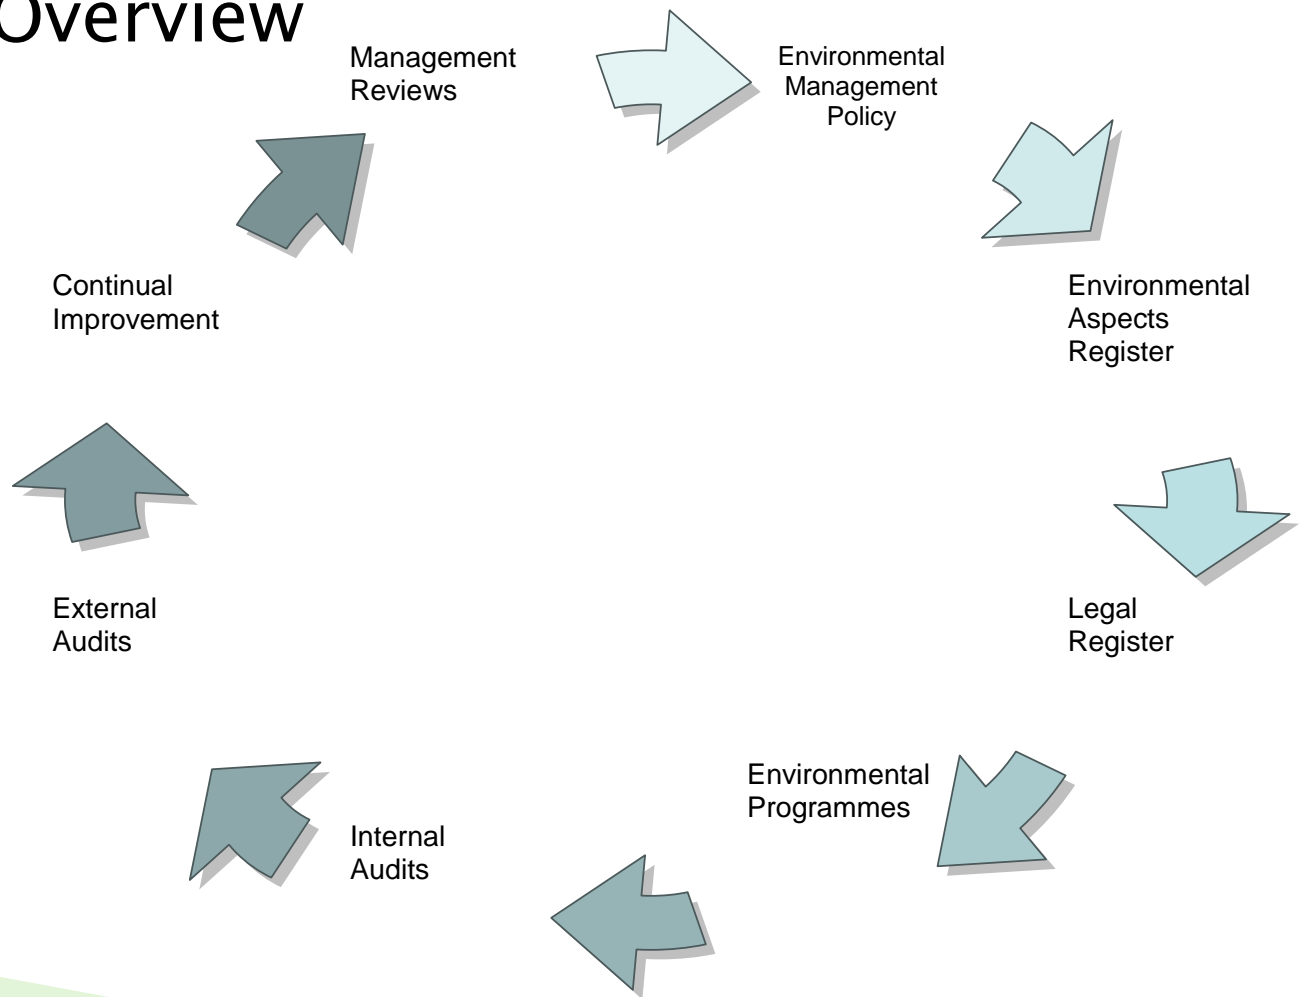 Overview
Management
Reviews
Environmental
Management
Policy
Environmental
Aspects
Register
Legal
Register
Environmental
Programmes
Internal
Audits
External
Audits
Continual
Improvement